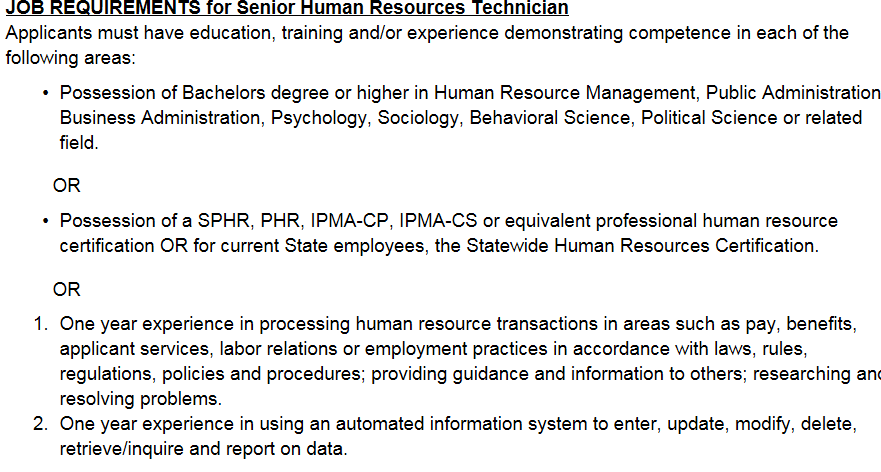 JOB REQUIREMENTS for Senior Human Resources Technician
Applicants must have education, training and/or experience demonstrating competence in each of the
following areas:
• Possession of Bachelors degree or higher in Human Resource Management, Public Administration
Business Administration, Psychology, Sociology, Behavioral Science, Political Science or related
field.
OR
• Possession of a SPHR, PHR, IPMA-CP, IPMA-CS or equivalent professional human resource
certification OR for current State employees, the Statewide Human Resources Certification.
OR
1. One year experience in processing human resource transactions in areas such as pay, benefits,
applicant services, labor relations or employment practices in accordance with laws, rules,
regulations, policies and procedures; providing guidance and information to others; researching and
resolving problems.
2. One year experience in using an automated information system to enter, update, modify, delete,
retrieve/inquire and report on data.